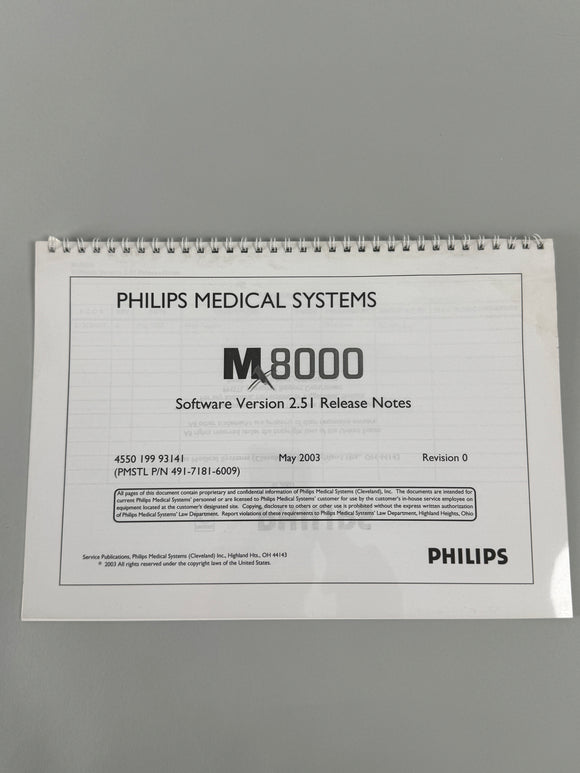 PHILIPS MEDICAL SYSTEMS
Mx8000
Software Version 2.51 Release Notes
4550 199 93141 May 2003 Revision 0
(PMSTL P/N 491-7181-6009)
All pages of this document contain proprietary and confidential information of Philips Medical Systems (Cleveland), Inc. The documents are intended for
current Philips Medical Systems' personnel or are licensed to Philips Medical Systems' customer for use by the customer's in-house service employee on
equipment located at the customer's designated site. Copying, disclosure to others or other use is prohibited without the express written authorization
of Philips Medical Systems' Law Department. Report violations of these requirements to Philips Medical Systems' Law Department, Highland Heights, Ohio
Service Publications, Philips Medical Systems (Cleveland) Inc., Highland Hts., OH 44143
® 2003 All rights reserved under the copyright laws of the United States.
PHILIPS